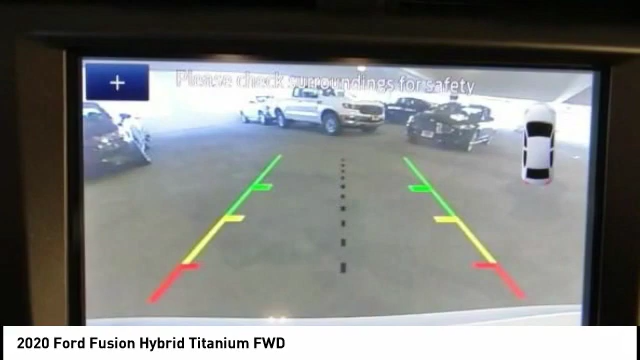 +
Please check surroundings for safety
2020 Ford Fusion Hybrid Titanium FWD